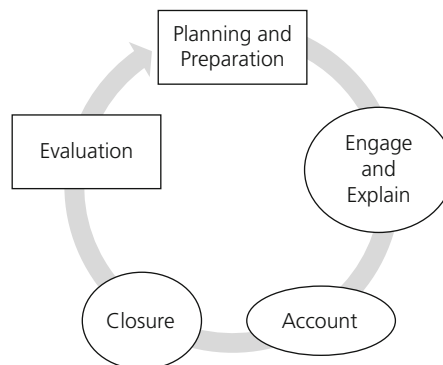 Planning and
Preparation
Engage
and
Explain
Account
Closure
Evaluation